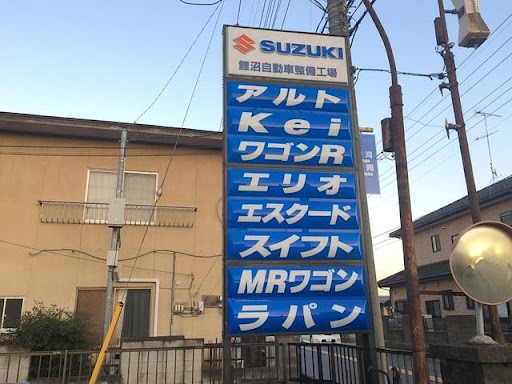 SUZUKI
鯉沼自動車整備工場
アルト
Kei
ワゴンR
エリオ
エスクード
スイフト
MRワゴン
ラパン